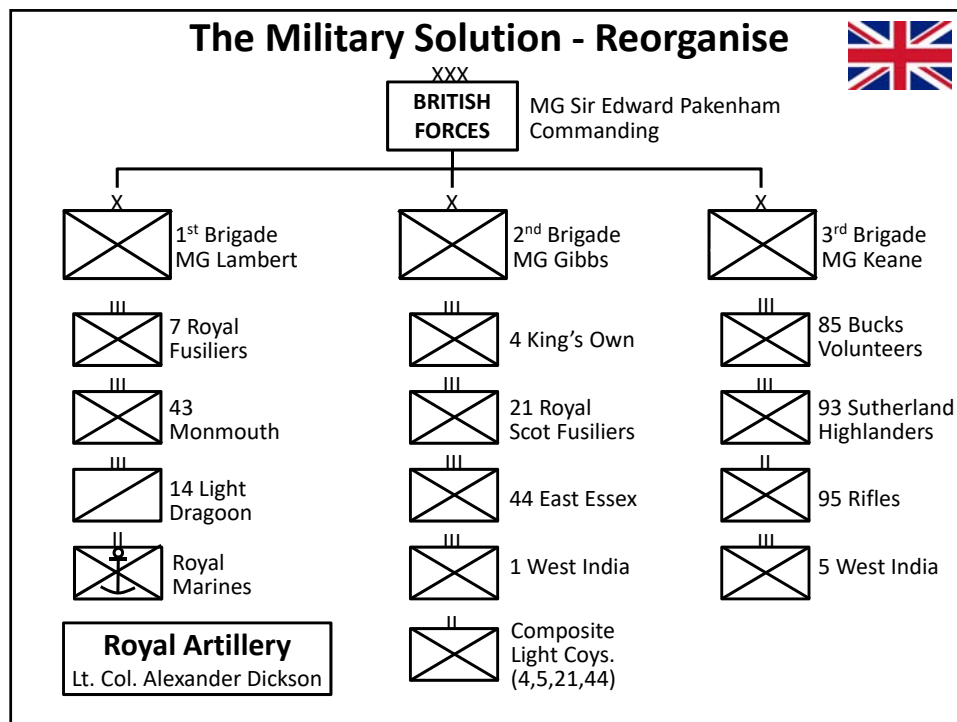 The Military Solution - Reorganise
XXX
BRITISH
FORCES
MG Sir Edward Pakenham
Commanding
X
1st Brigade
MG Lambert
III
7 Royal
Fusiliers
III
43
Monmouth
III
14 Light
Dragoon
II
Royal
Marines
Royal Artillery
Lt. Col. Alexander Dickson
X
2nd Brigade
MG Gibbs
III
4 King's Own
III
21 Royal
Scot Fusiliers
III
44 East Essex
III
1 West India
II
Composite
Light Coys.
(4,5,21,44)
X
3rd Brigade
MG Keane
III
85 Bucks
Volunteers
III
93 Sutherland
Highlanders
II
95 Rifles
III
5 West India